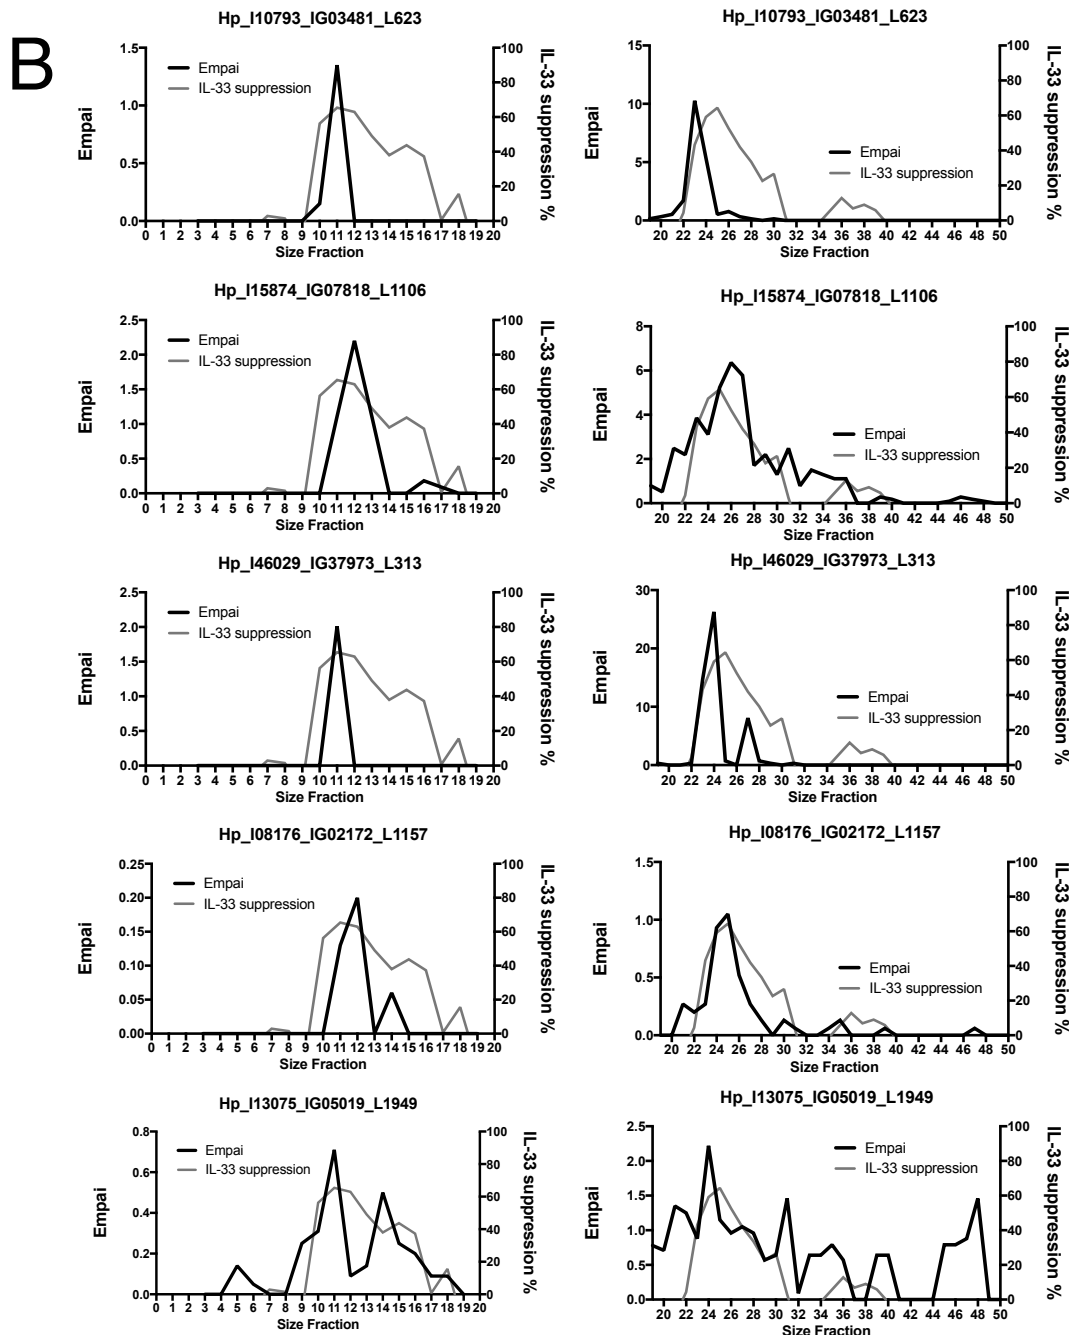 B
Hp_I10793_IG03481_L623
Empai
IL-33 suppression
1.5
1.0
0.5
0.0
100
80
60
40
20
0
Empai
IL-33 suppression %
0 1 2 3 4 5 6 7 8 9 10 11 12 13 14 15 16 17 18 19 20
Size Fraction
Hp_I10793_IG03481_L623
Empai
IL-33 suppression
15
10
5
0
100
80
60
40
20
0
Empai
IL-33 suppression %
20 22 24 26 28 30 32 34 36 38 40 42 44 46 48 50
Size Fraction
Hp_I15874_IG07818_L1106
Empai
IL-33 suppression
2.5
2.0
1.5
1.0
0.5
0.0
100
80
60
40
20
0
Empai
IL-33 suppression %
0 1 2 3 4 5 6 7 8 9 10 11 12 13 14 15 16 17 18 19 20
Size Fraction
Hp_I15874_IG07818_L1106
Empai
IL-33 suppression
8
6
4
2
0
100
80
60
40
20
0
Empai
IL-33 suppression %
20 22 24 26 28 30 32 34 36 38 40 42 44 46 48 50
Size Fraction
Hp_I46029_IG37973_L313
Empai
IL-33 suppression
2.5
2.0
1.5
1.0
0.5
0.0
100
80
60
40
20
0
Empai
IL-33 suppression %
0 1 2 3 4 5 6 7 8 9 10 11 12 13 14 15 16 17 18 19 20
Size Fraction
Hp_I46029_IG37973_L313
Empai
IL-33 suppression
30
20
10
0
100
80
60
40
20
0
Empai
IL-33 suppression %
20 22 24 26 28 30 32 34 36 38 40 42 44 46 48 50
Size Fraction
Hp_I08176_IG02172_L1157
Empai
IL-33 suppression
0.25
0.20
0.15
0.10
0.05
0.00
100
80
60
40
20
0
Empai
IL-33 suppression %
0 1 2 3 4 5 6 7 8 9 10 11 12 13 14 15 16 17 18 19 20
Size Fraction
Hp_I08176_IG02172_L1157
Empai
IL-33 suppression
1.5
1.0
0.5
0.0
100
80
60
40
20
0
Empai
IL-33 suppression %
20 22 24 26 28 30 32 34 36 38 40 42 44 46 48 50
Size Fraction
Hp_I13075_IG05019_L1949
Empai
IL-33 suppression
0.8
0.6
0.4
0.2
0.0
100
80
60
40
20
0
Empai
IL-33 suppression %
0 1 2 3 4 5 6 7 8 9 10 11 12 13 14 15 16 17 18 19 20
Size Fraction
Hp_I13075_IG05019_L1949
Empai
IL-33 suppression
2.5
2.0
1.5
1.0
0.5
0.0
100
80
60
40
20
0
Empai
IL-33 suppression %
20 22 24 26 28 30 32 34 36 38 40 42 44 46 48 50
Size Fraction